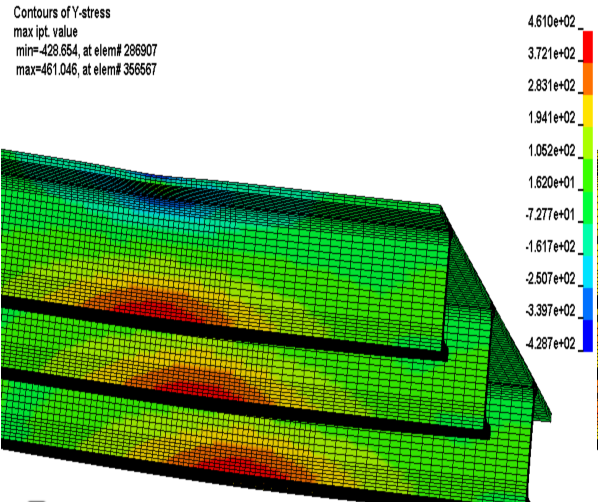 Contours of Y-stress
max ipt. value
min=-428.654, at elem# 286907
max=461.046, at elem# 356567
4.610e+02
3.721e+02
2.831e+02
1.941e+02
1.052e+02
1.620e+01
-7.277e+01
-1.617e+02
-2.507e+02
-3.397e+02
-4.287e+02